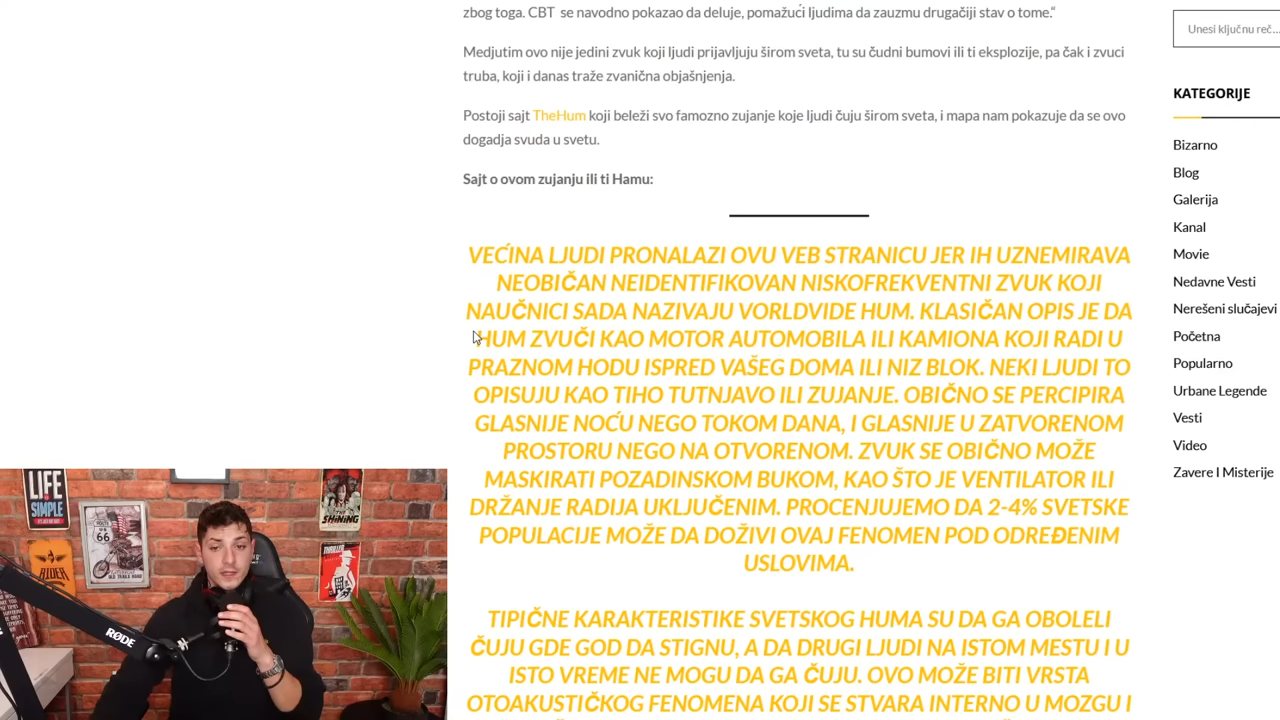 zbog toga. CBT se navodno pokazao da deluje, pomažući ljudima da zauzmu drugačiji stav o tome.“
Medjutim ovo nije jedini zvuk koji ljudi prijavljuju širom sveta, tu su čudni bumovi ili ti eksplozije, pa čak i zvuci
truba, koji i danas traže zvanična objašnjenja.
Postoji sajt TheHum koji beleži svo famozno zujanje koje ljudi čuju širom sveta, i mapa nam pokazuje da se ovo
dogadja svuda u svetu.
Sajt o ovom zujanju ili ti Hamu:
VEĆINA LJUDI PRONALAZI OVU VEB STRANICU JER IH UZNEMIRAVA
NEOBIČAN NEIDENTIFIKOVAN NISKOFREKVENTNI ZVUK KOJI
NAUČNICI SADA NAZIVAJU VORLDVIDE HUM. KLASIČAN OPIS JE DA
HUM ZVUČI KAO MOTOR AUTOMOBILA ILI KAMIONA KOJI RADI U
PRAZNOM HODU ISPRED VAŠEG DOMA ILI NIZ BLOK. NEKI LJUDI TO
OPISUJU KAO TIHO TUTNJAVO ILI ZUJANJE. OBIČNO SE PERCIPIRA
GLASNIJE NOĆU NEGO TOKOM DANA, I GLASNIJE U ZATVORENOM
PROSTORU NEGO NA OTVORENOM. ZVUK SE OBIČNO MOŽE
MASKIRATI POZADINSKOM BUKOM, KAO ŠTO JE VENTILATOR ILI
DRŽANJE RADIJA UKLJUČENIM. PROCENJUJEMO DA 2-4% SVETSKE
POPULACIJE MOŽE DA DOŽIVI OVAJ FENOMEN POD ODREĐENIM
USLOVIMA.
TIPIČNE KARAKTERISTIKE SVETSKOG HUMA SU DA GA OBOLELI
ČUJU GDE GOD DA STIGNU, A DA DRUGI LJUDI NA ISTOM MESTU I U
ISTO VREME NE MOGU DA GA ČUJU. OVO MOŽE BITI VRSTA
OTOAKUSTIČKOG FENOMENA KOJI SE STVARA INTERNO U MOZGU I
Unesi ključnu reč...
KATEGORIJE
Bizarno
Blog
Galerija
Kanal
Movie
Nedavne Vesti
Nerešeni slučajevi
Početna
Popularno
Urbane Legende
Vesti
Video
Zavere I Misterije
LIFE
IS
SIMPLE
ROUTE
US
66
RIDER
THE
SHINING
THRILLER
RØDE